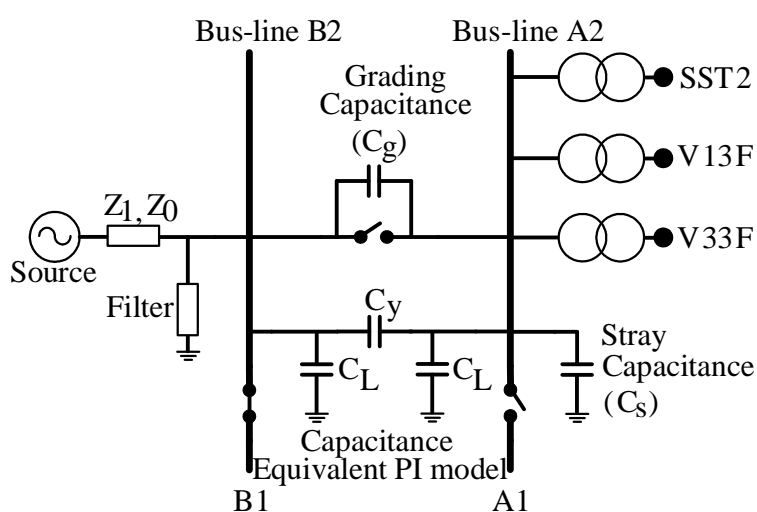 Bus-line B2
Bus-line A2
Grading
Capacitance
(Cg)
SST2
V13F
V33F
Z1, Z0
Source
Filter
Cy
CL
CL
Stray
Capacitance
(Cs)
Capacitance
Equivalent PI model
B1
A1